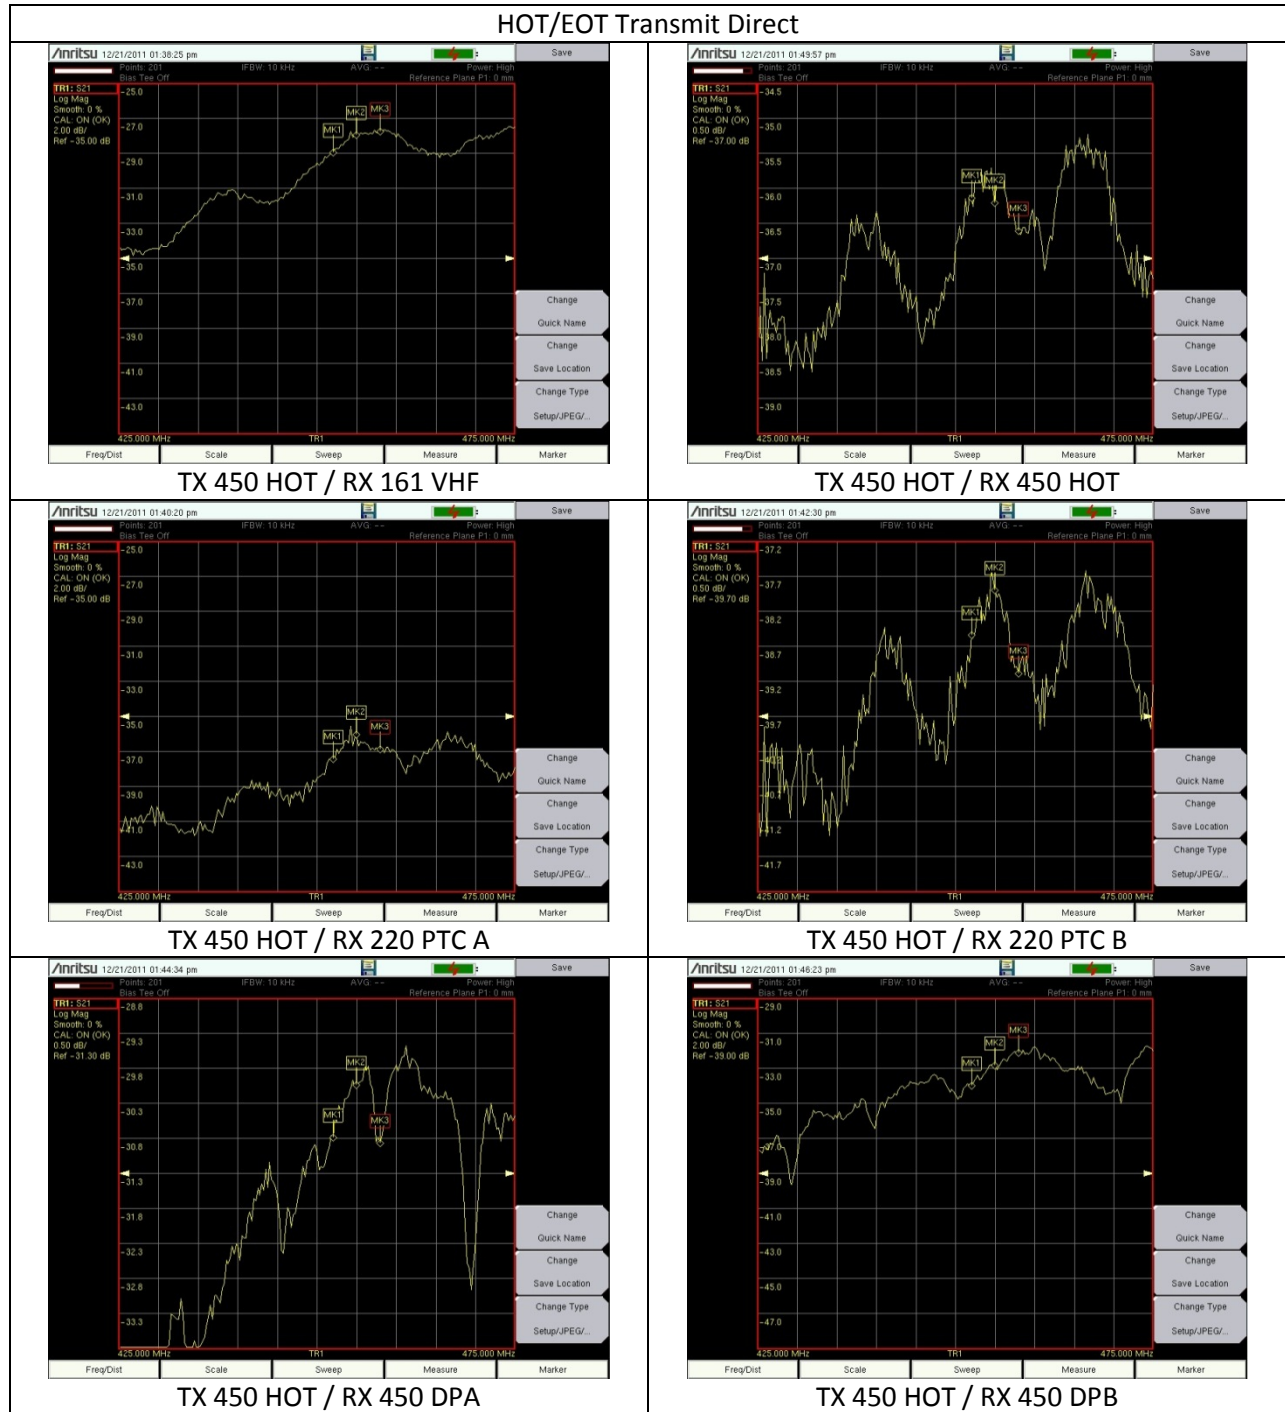 HOT/EOT Transmit Direct
Anritsu 12/21/2011 01:38:25 pm
Save
Points: 201 IFBW: 10 kHz AVG: -- Power: High
Bias Tee Off Reference Plane P1: 0 mm
TR1: S21
Log Mag
Smooth: 0 %
CAL: ON (OK)
2.00 dB/
Ref -35.00 dB
-25.0
-27.0
-29.0
-31.0
-33.0
-35.0
-37.0
-39.0
-41.0
-43.0
MK1
MK2
MK3
Change
Quick Name
Change
Save Location
Change Type
Setup/JPEG/...
425.000 MHz TR1 475.000 MHz
Freq/Dist Scale Sweep Measure Marker
TX 450 HOT / RX 161 VHF
Anritsu 12/21/2011 01:49:57 pm
Save
Points: 201 IFBW: 10 kHz AVG: -- Power: High
Bias Tee Off Reference Plane P1: 0 mm
TR1: S21
Log Mag
Smooth: 0 %
CAL: ON (OK)
0.50 dB/
Ref -37.00 dB
-34.5
-35.0
-35.5
-36.0
-36.5
-37.0
-37.5
-38.0
-38.5
-39.0
MK1
MK2
MK3
Change
Quick Name
Change
Save Location
Change Type
Setup/JPEG/...
425.000 MHz TR1 475.000 MHz
Freq/Dist Scale Sweep Measure Marker
TX 450 HOT / RX 450 HOT
Anritsu 12/21/2011 01:40:20 pm
Save
Points: 201 IFBW: 10 kHz AVG: -- Power: High
Bias Tee Off Reference Plane P1: 0 mm
TR1: S21
Log Mag
Smooth: 0 %
CAL: ON (OK)
2.00 dB/
Ref -35.00 dB
-25.0
-27.0
-29.0
-31.0
-33.0
-35.0
-37.0
-39.0
-41.0
-43.0
MK1
MK2
MK3
Change
Quick Name
Change
Save Location
Change Type
Setup/JPEG/...
425.000 MHz TR1 475.000 MHz
Freq/Dist Scale Sweep Measure Marker
TX 450 HOT / RX 220 PTC A
Anritsu 12/21/2011 01:42:30 pm
Save
Points: 201 IFBW: 10 kHz AVG: -- Power: High
Bias Tee Off Reference Plane P1: 0 mm
TR1: S21
Log Mag
Smooth: 0 %
CAL: ON (OK)
0.50 dB/
Ref -39.70 dB
-37.2
-37.7
-38.2
-38.7
-39.2
-39.7
-41.2
-41.7
MK1
MK2
MK3
Change
Quick Name
Change
Save Location
Change Type
Setup/JPEG/...
425.000 MHz TR1 475.000 MHz
Freq/Dist Scale Sweep Measure Marker
TX 450 HOT / RX 220 PTC B
Anritsu 12/21/2011 01:44:34 pm
Save
Points: 201 IFBW: 10 kHz AVG: -- Power: High
Bias Tee Off Reference Plane P1: 0 mm
TR1: S21
Log Mag
Smooth: 0 %
CAL: ON (OK)
0.50 dB/
Ref -31.30 dB
-28.8
-29.3
-29.8
-30.3
-30.8
-31.3
-31.8
-32.3
-32.8
-33.3
MK1
MK2
MK3
Change
Quick Name
Change
Save Location
Change Type
Setup/JPEG/...
425.000 MHz TR1 475.000 MHz
Freq/Dist Scale Sweep Measure Marker
TX 450 HOT / RX 450 DPA
Anritsu 12/21/2011 01:46:23 pm
Save
Points: 201 IFBW: 10 kHz AVG: -- Power: High
Bias Tee Off Reference Plane P1: 0 mm
TR1: S21
Log Mag
Smooth: 0 %
CAL: ON (OK)
2.00 dB/
Ref -39.00 dB
-29.0
-31.0
-33.0
-35.0
-37.0
-39.0
-41.0
-43.0
-45.0
-47.0
MK1
MK2
MK3
Change
Quick Name
Change
Save Location
Change Type
Setup/JPEG/...
425.000 MHz TR1 475.000 MHz
Freq/Dist Scale Sweep Measure Marker
TX 450 HOT / RX 450 DPB